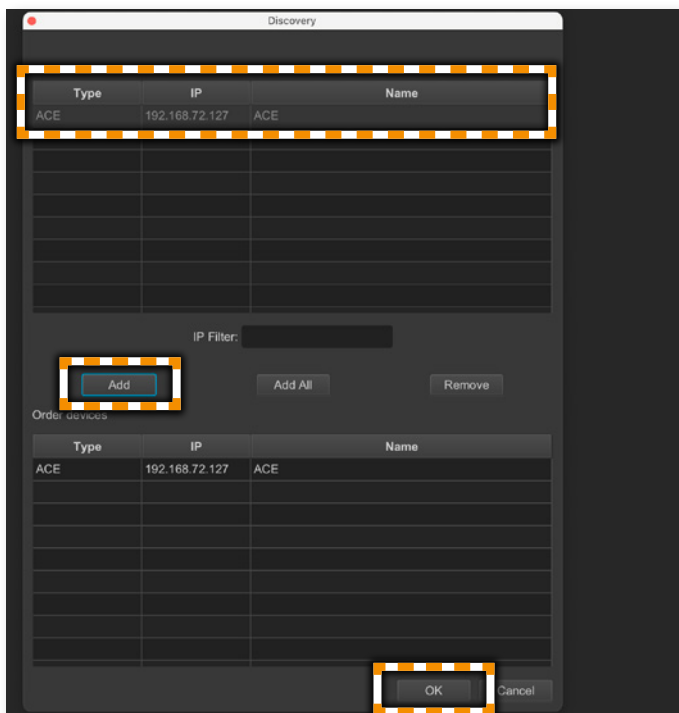 Discovery
Type IP Name
ACE 192.168.72.127 ACE
IP Filter:
Add Add All Remove
Order devices
Type IP Name
ACE 192.168.72.127 ACE
OK Cancel